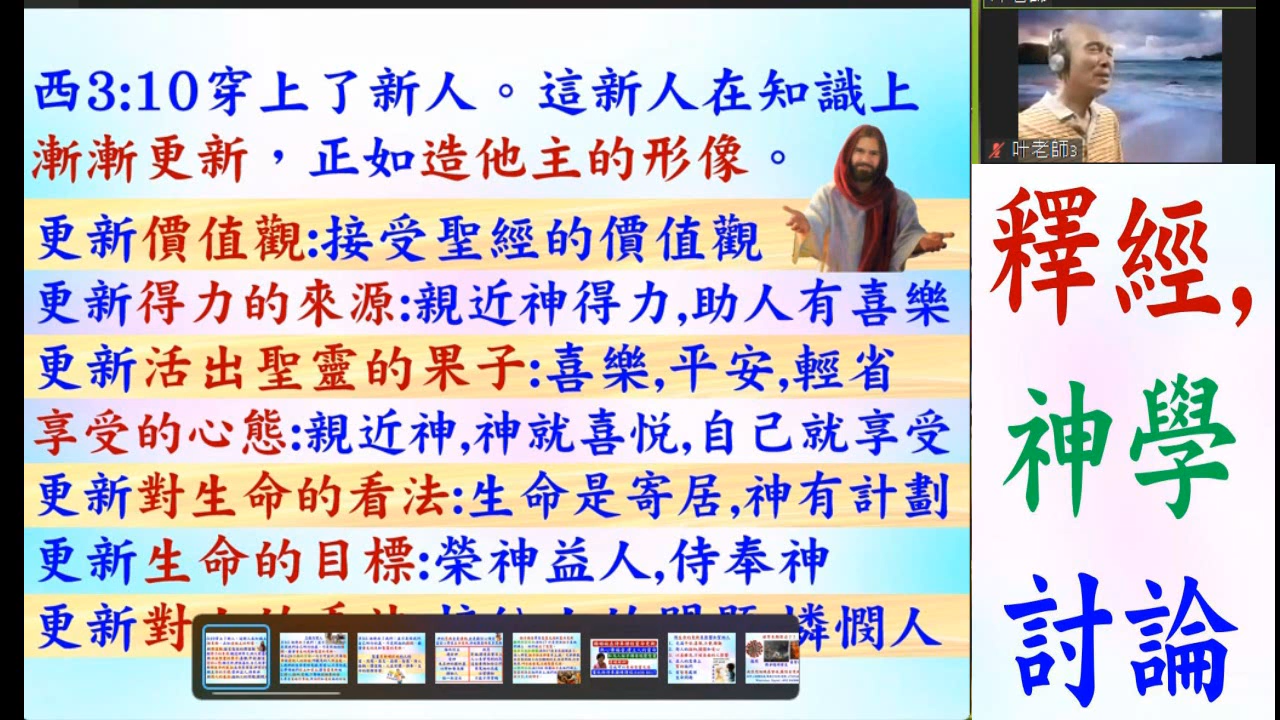 西3:10穿上了新人。這新人在知識上
漸漸更新，正如造他主的形像。
更新價值觀:接受聖經的價值觀
更新得力的來源:親近神得力,助人有喜樂
更新活出聖靈的果子:喜樂,平安,輕省
享受的心態:親近神,神就喜悦,自己就享受
更新對生命的看法:生命是寄居,神有計劃
更新生命的目標:榮神益人,侍奉神
更新對
憐憫人
叶老師3
釋經,
神學
討論